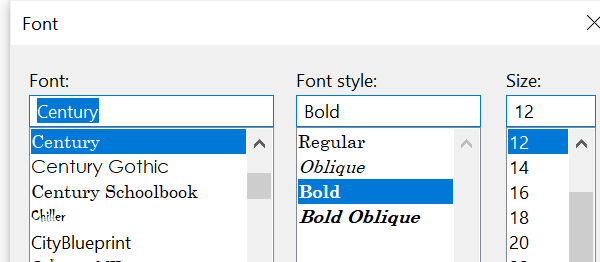 Font
Font:
Century
Century
Century Gothic
Century Schoolbook
Chiller
CityBlueprint
Font style:
Bold
Regular
Oblique
Bold
Bold Oblique
Size:
12
12
14
16
18
20